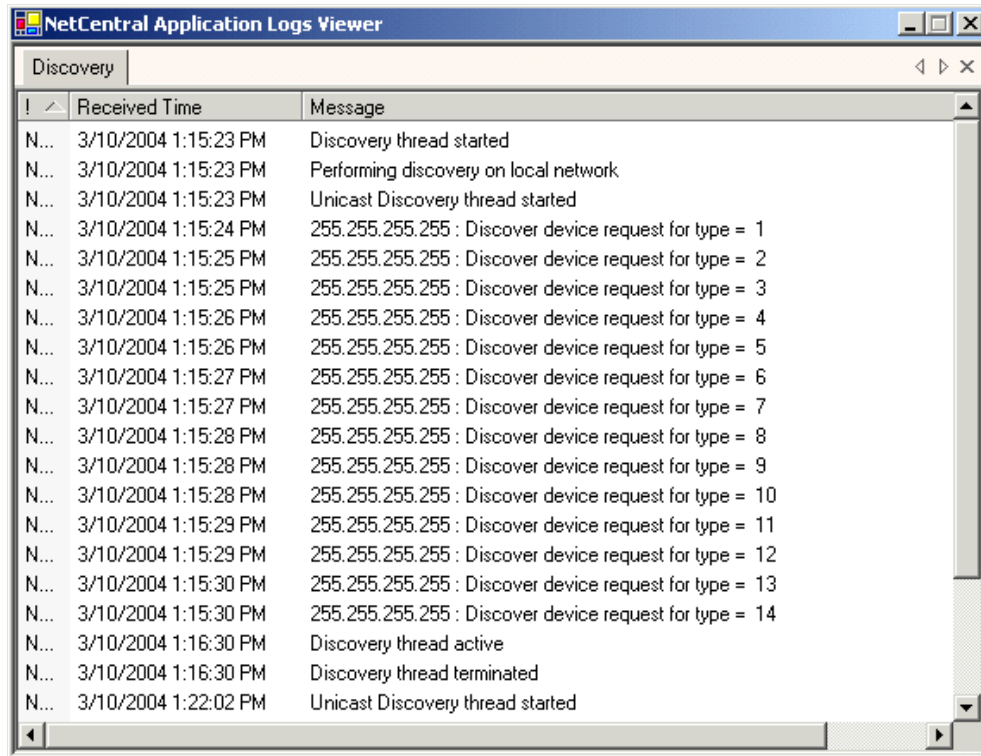 NetCentral Application Logs Viewer
Discovery
! Received Time Message
N... 3/10/2004 1:15:23 PM Discovery thread started
N... 3/10/2004 1:15:23 PM Performing discovery on local network
N... 3/10/2004 1:15:23 PM Unicast Discovery thread started
N... 3/10/2004 1:15:24 PM 255.255.255.255 : Discover device request for type = 1
N... 3/10/2004 1:15:25 PM 255.255.255.255 : Discover device request for type = 2
N... 3/10/2004 1:15:25 PM 255.255.255.255 : Discover device request for type = 3
N... 3/10/2004 1:15:26 PM 255.255.255.255 : Discover device request for type = 4
N... 3/10/2004 1:15:26 PM 255.255.255.255 : Discover device request for type = 5
N... 3/10/2004 1:15:27 PM 255.255.255.255 : Discover device request for type = 6
N... 3/10/2004 1:15:27 PM 255.255.255.255 : Discover device request for type = 7
N... 3/10/2004 1:15:28 PM 255.255.255.255 : Discover device request for type = 8
N... 3/10/2004 1:15:28 PM 255.255.255.255 : Discover device request for type = 9
N... 3/10/2004 1:15:28 PM 255.255.255.255 : Discover device request for type = 10
N... 3/10/2004 1:15:29 PM 255.255.255.255 : Discover device request for type = 11
N... 3/10/2004 1:15:29 PM 255.255.255.255 : Discover device request for type = 12
N... 3/10/2004 1:15:30 PM 255.255.255.255 : Discover device request for type = 13
N... 3/10/2004 1:15:30 PM 255.255.255.255 : Discover device request for type = 14
N... 3/10/2004 1:16:30 PM Discovery thread active
N... 3/10/2004 1:16:30 PM Discovery thread terminated
N... 3/10/2004 1:22:02 PM Unicast Discovery thread started